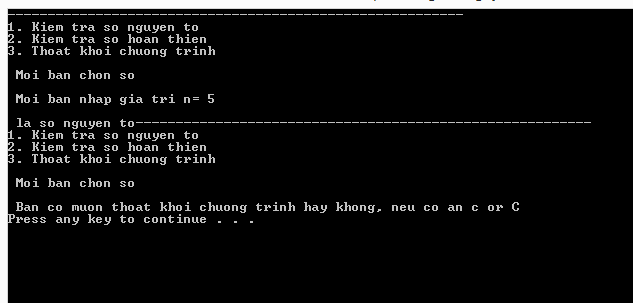 ---------------------------------------------------------
1. Kiem tra so nguyen to
2. Kiem tra so hoan thien
3. Thoat khoi chuong trinh
Moi ban chon so
Moi ban nhap gia tri n= 5
la so nguyen to---------------------------------------------------------
1. Kiem tra so nguyen to
2. Kiem tra so hoan thien
3. Thoat khoi chuong trinh
Moi ban chon so
Ban co muon thoat khoi chuong trinh hay khong, neu co an c or C
Press any key to continue . . .